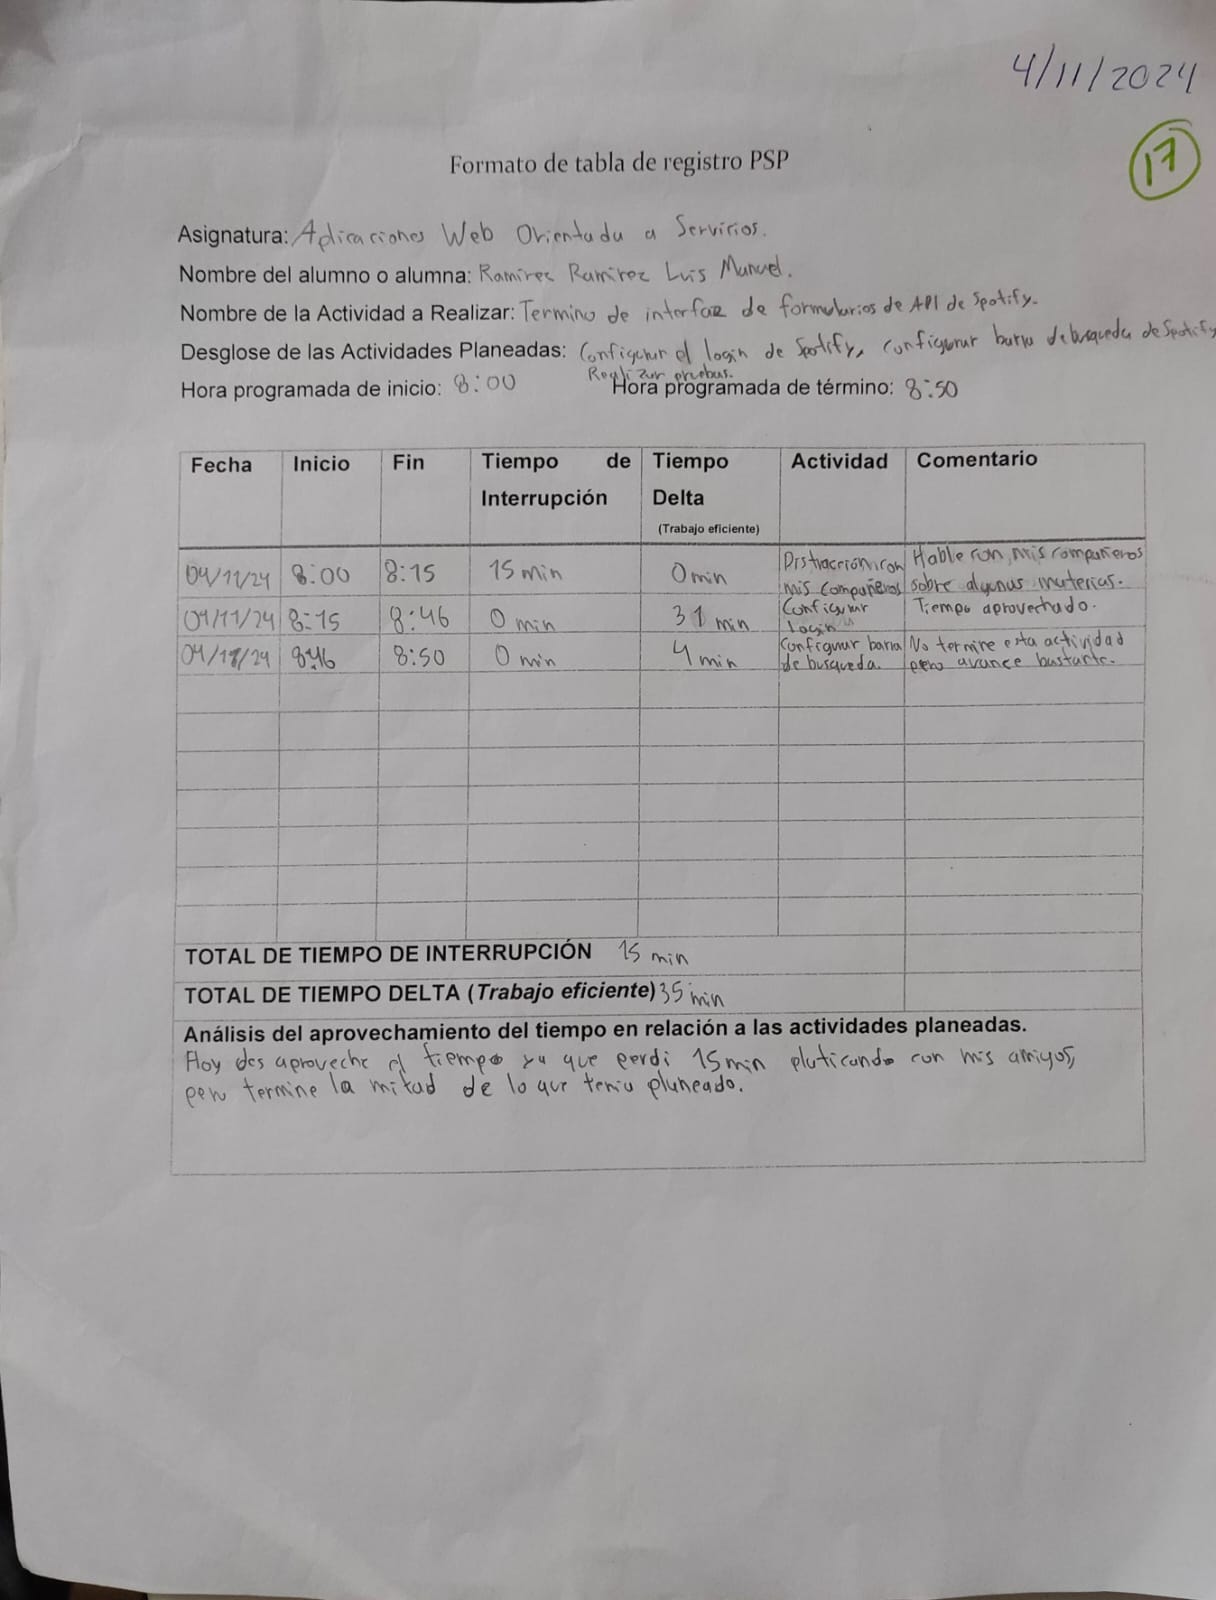 4/11/2024
17
Formato de tabla de registro PSP
Asignatura: Aplicaciones Web Orientada a Servicios.
Nombre del alumno o alumna: Ramirez Ramirez Luis Manuel.
Nombre de la Actividad a Realizar: Termino de interfaz de formularios de API de Spotify.
Desglose de las Actividades Planeadas: Configurar el login de Spotify, configurar barra de busqueda de Spotify
Realizar pruebas.
Hora programada de inicio: 8:00 Hora programada de término: 8:50
Fecha Inicio Fin Tiempo de Interrupción Tiempo Delta (Trabajo eficiente) Actividad Comentario
04/11/24 8:00 8:15 15 min 0 min Distracción con mis compañeros Hable con mis compañeros sobre algunas materias.
04/11/24 8:15 8:46 0 min 31 min Configurar login Tiempo aprovechado.
04/11/24 8:46 8:50 0 min 4 min Configurar barra de busqueda. No termine esta actividad pero avance bastante.
TOTAL DE TIEMPO DE INTERRUPCIÓN 15 min
TOTAL DE TIEMPO DELTA (Trabajo eficiente) 35 min
Análisis del aprovechamiento del tiempo en relación a las actividades planeadas.
Hoy des aproveche el tiempo ya que perdi 15 min platicando con mis amigos,
pero termine la mitad de lo que tenia planeado.